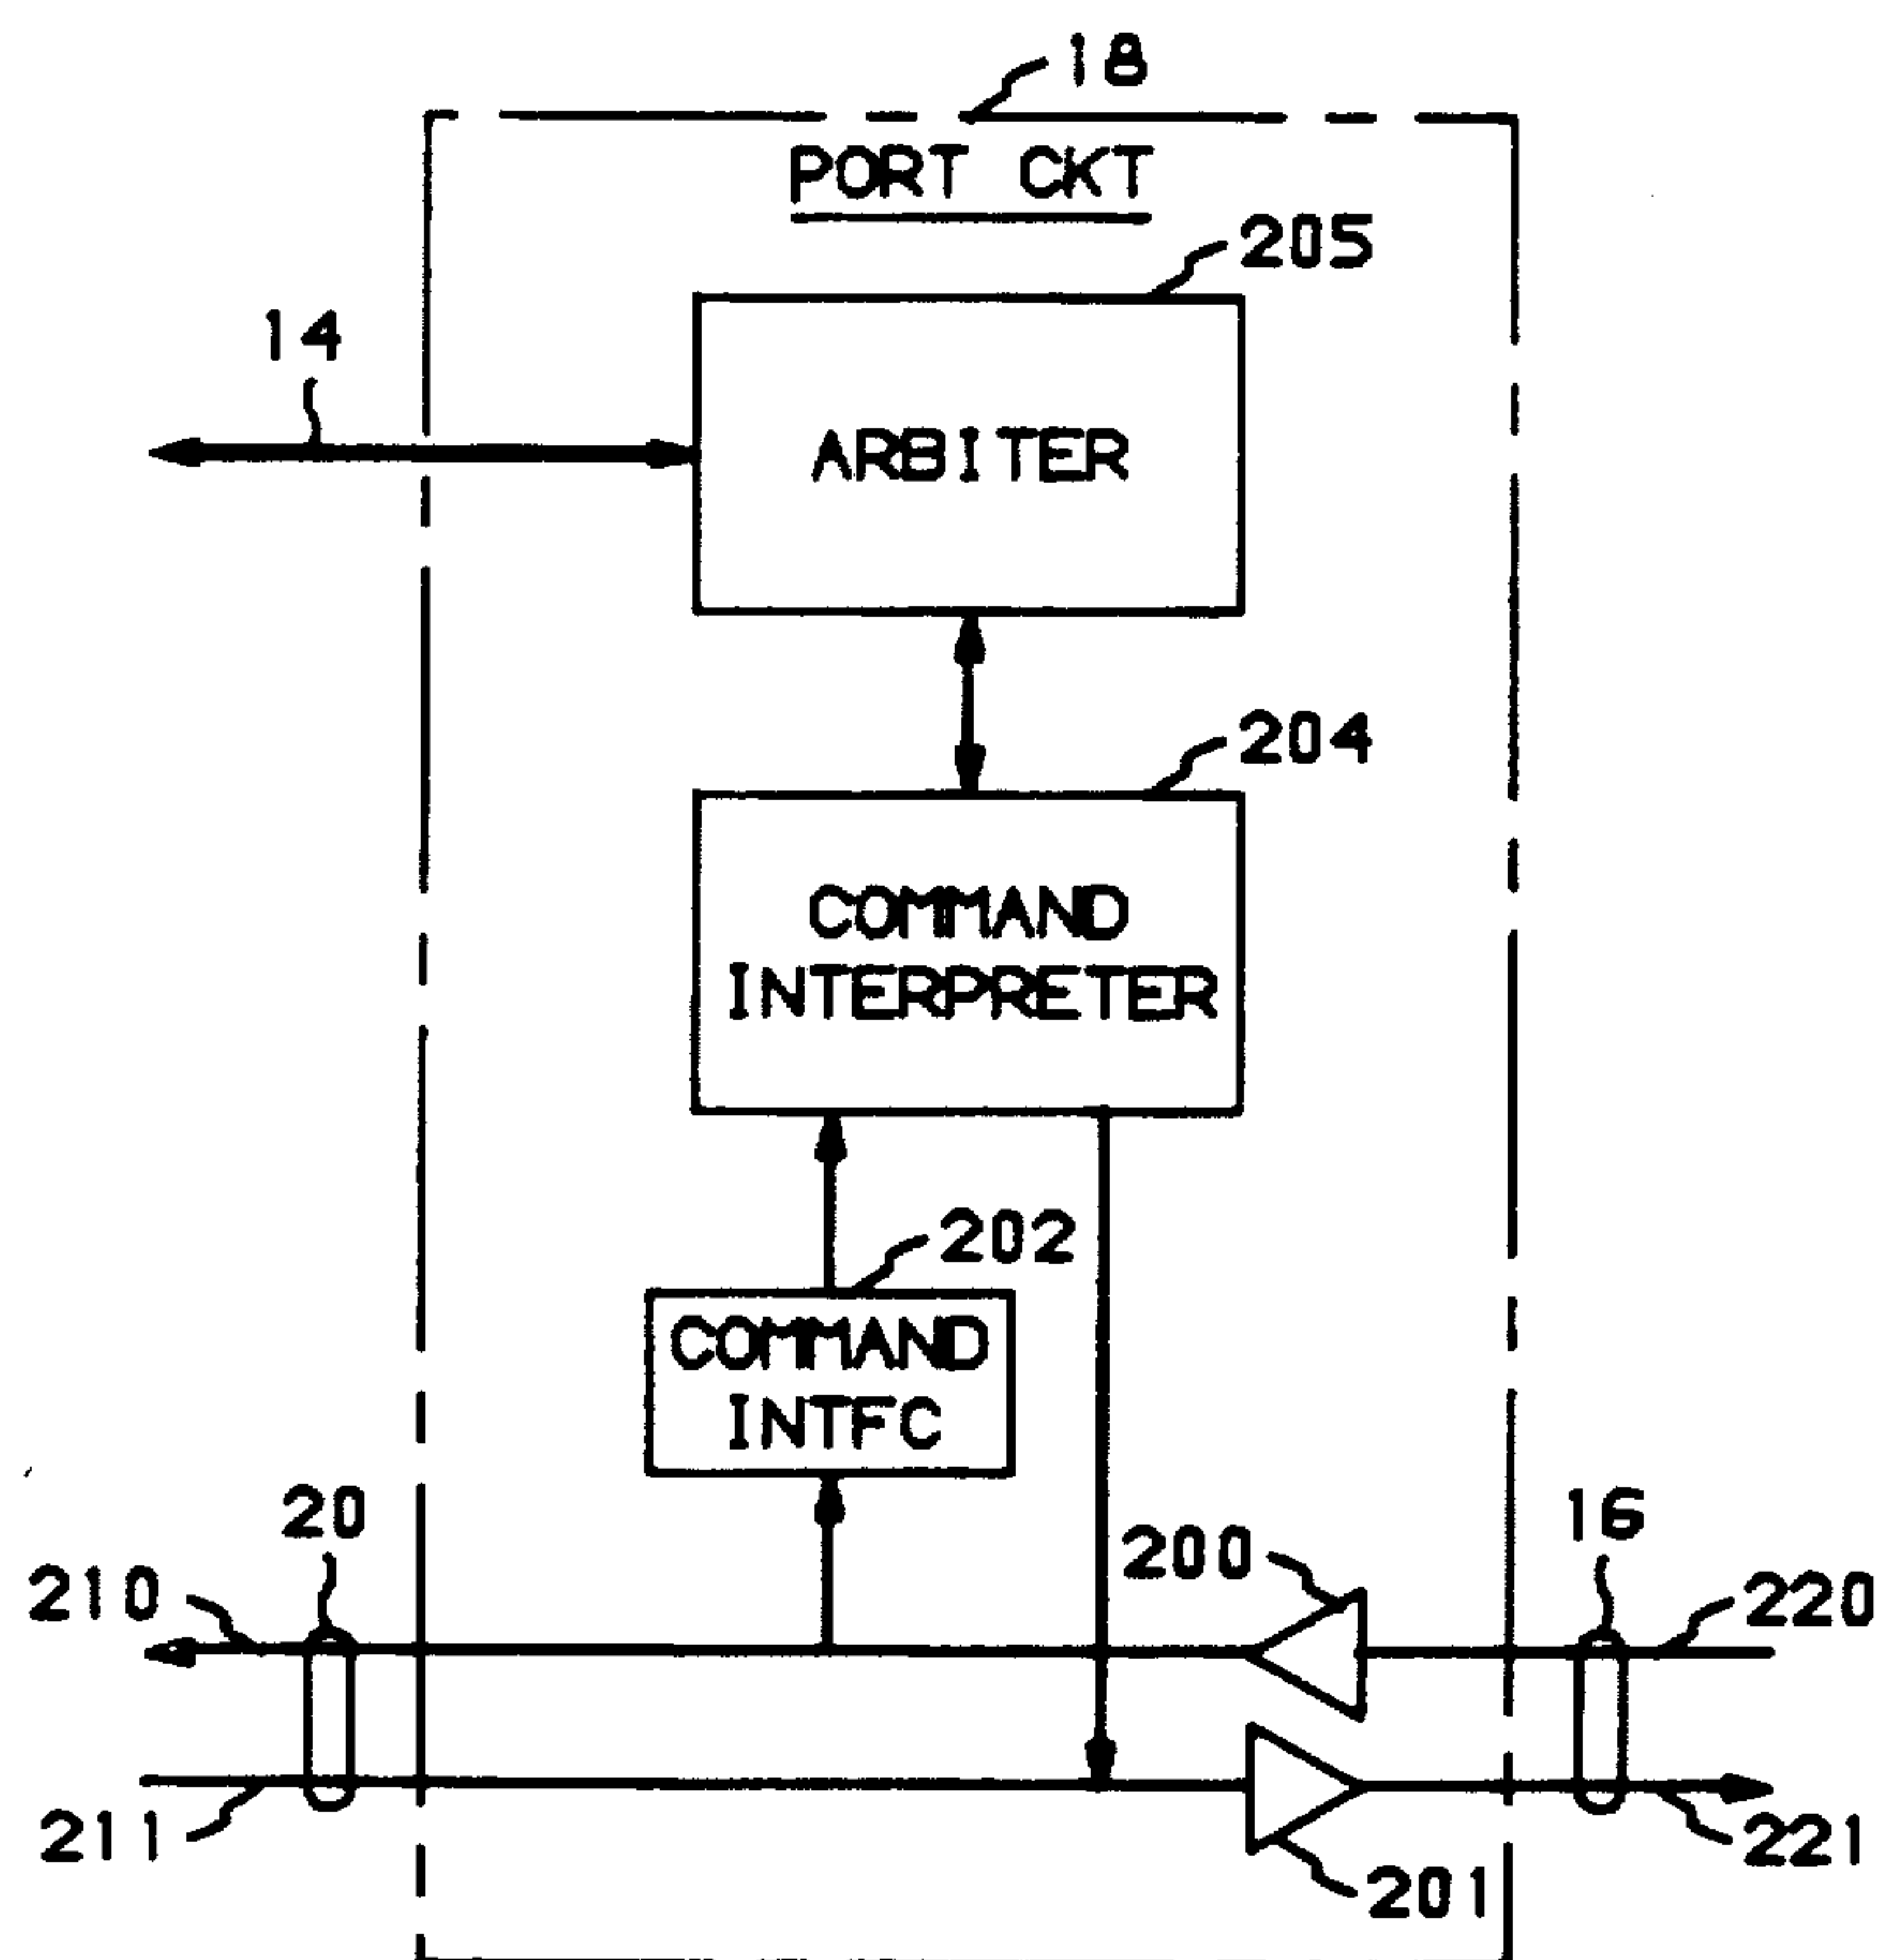 18
PORT CKT
205
14
ARBITER
204
COMMAND
INTERPRETER
202
COMMAND
INTFC
20
16
200
210
220
211
221
201